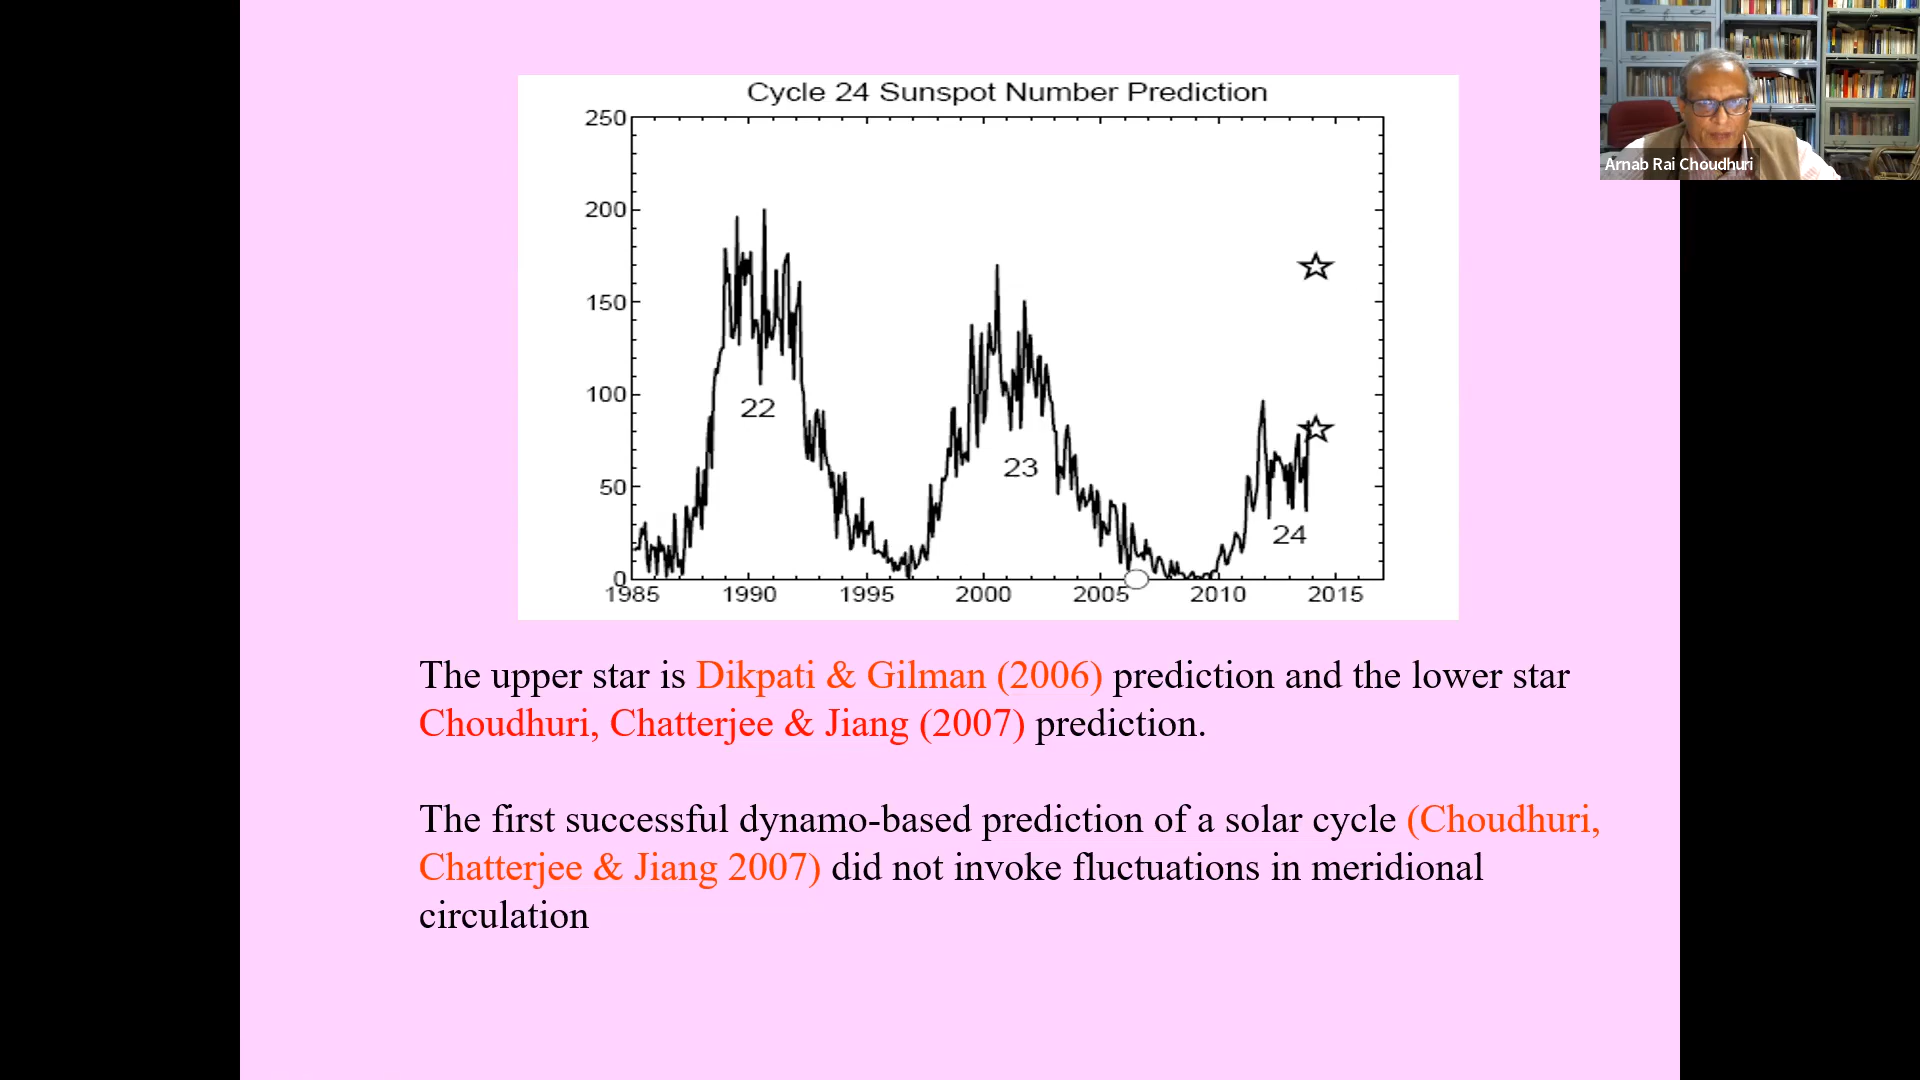 Cycle 24 Sunspot Number Prediction
250
200
150
100
50
0
22
23
24
1985 1990 1995 2000 2005 2010 2015
Arnab Rai Choudhuri
The upper star is Dikpati & Gilman (2006) prediction and the lower star
Choudhuri, Chatterjee & Jiang (2007) prediction.
The first successful dynamo-based prediction of a solar cycle (Choudhuri,
Chatterjee & Jiang 2007) did not invoke fluctuations in meridional
circulation